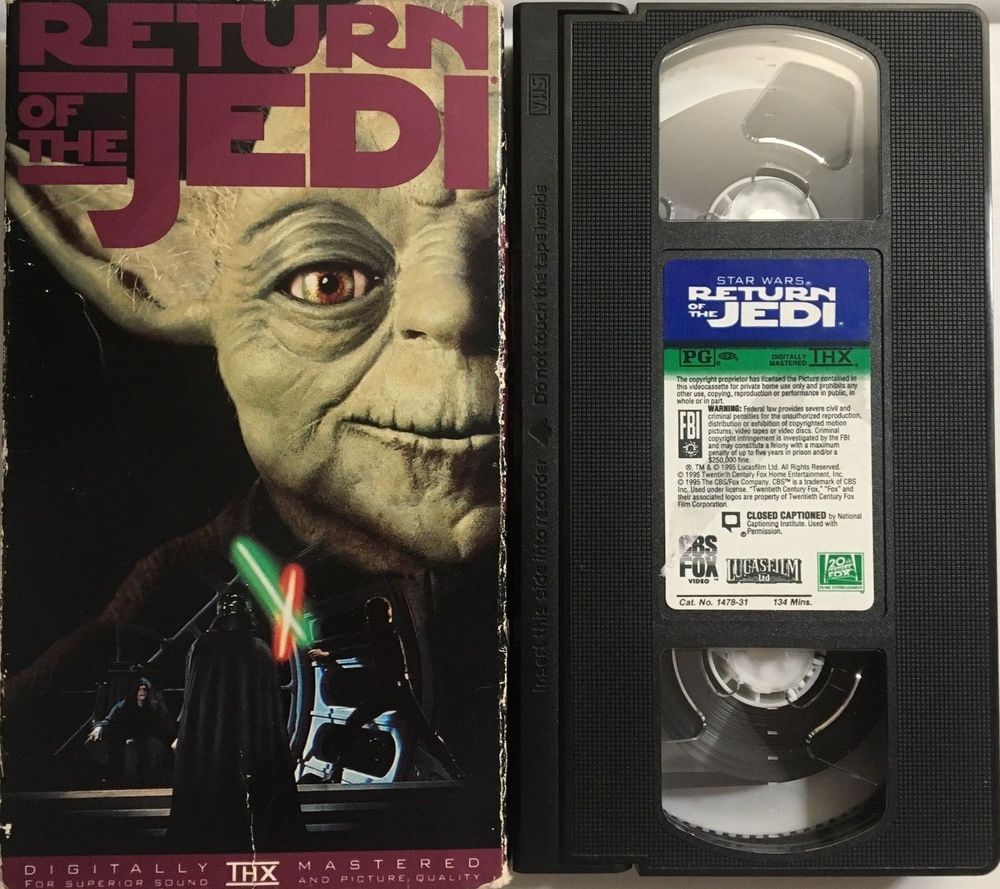 RETURN
OF
THE
JEDI
DIGITALLY THX MASTERED
FOR SUPERIOR SOUND AND PICTURE QUALITY
VHS
Insert this side into recorder. Do not touch the tape inside
STAR WARS®
RETURN
OF
THE
JEDI
PG DIGITALLY
MASTERED THX
The copyright proprietor has licensed the Picture contained in
this videocassette for private home use only and prohibits any
other use, copying, reproduction or performance in public, in
whole or in part.
FBI
WARNING: Federal law provides severe civil and
criminal penalties for the unauthorized reproduction,
distribution or exhibition of copyrighted motion
pictures, video tapes or video discs. Criminal
copyright infringement is investigated by the FBI
and may constitute a felony with a maximum
penalty of up to five years in prison and/or a
$250,000 fine.
®, TM & © 1995 Lucasfilm Ltd. All Rights Reserved.
© 1995 Twentieth Century Fox Home Entertainment, Inc.
© 1995 The CBS/Fox Company. CBS™ is a trademark of CBS
Inc. Used under license. "Twentieth Century Fox," "Fox" and
their associated logos are property of Twentieth Century Fox
Film Corporation.
CLOSED CAPTIONED by National
Captioning Institute. Used with
Permission.
CBS
FOX
VIDEO™
LUCASFILM
Ltd
20th
CENTURY
FOX
HOME ENTERTAINMENT
Cat. No. 1478-31 134 Mins.